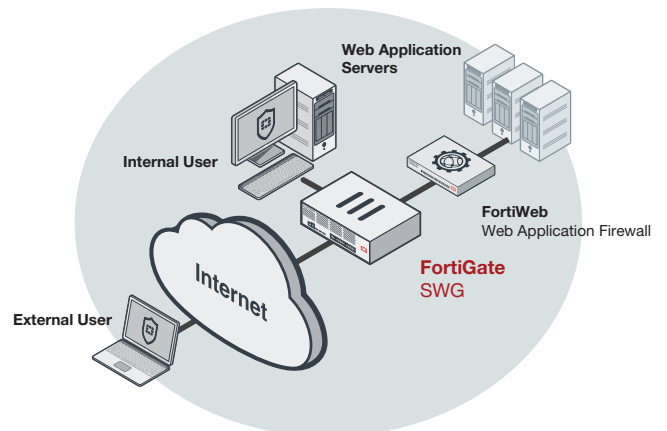 Web Application
Servers
Internal User
FortiWeb
Web Application Firewall
FortiGate
SWG
Internet
External User